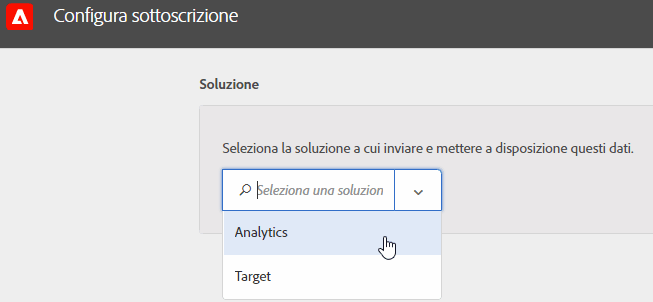 Configura sottoscrizione
Soluzione
Seleziona la soluzione a cui inviare e mettere a disposizione questi dati.
Seleziona una soluzion
Analytics
Target